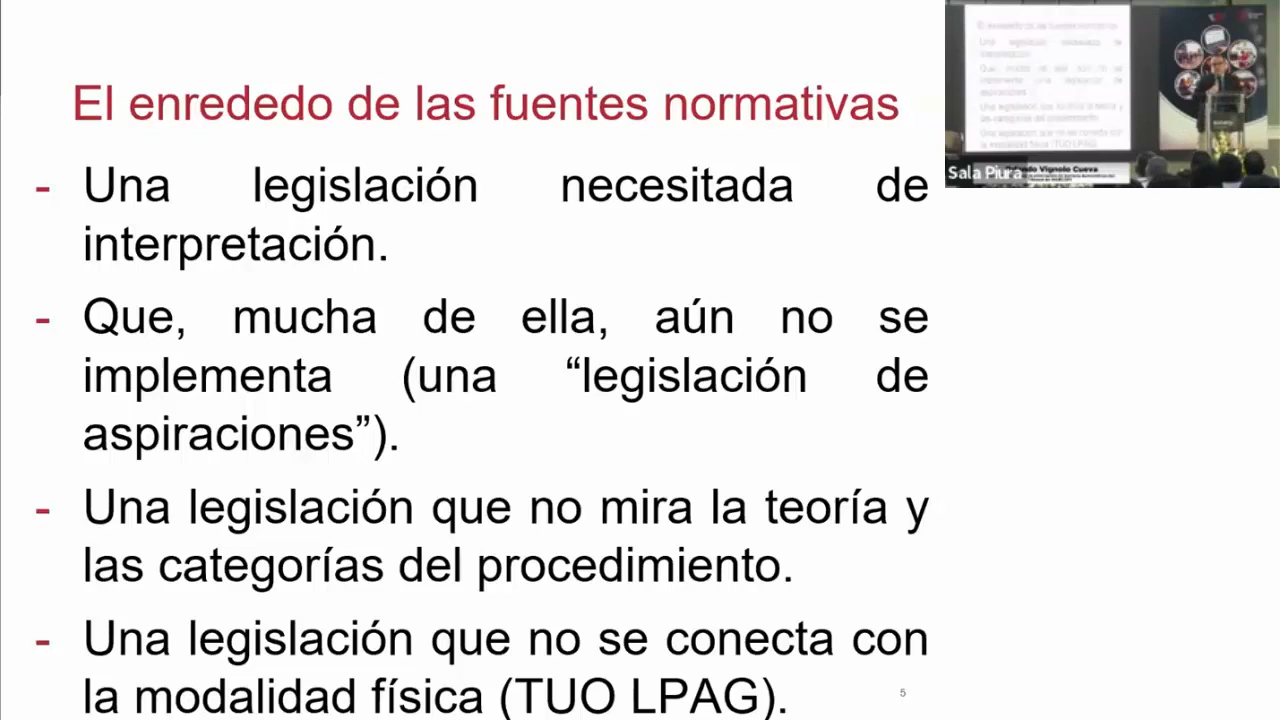 El enrededo de las fuentes normativas
- Una legislación necesitada de
interpretación.
- Que, mucha de ella, aún no se
implementa (una “legislación de
aspiraciones”).
- Una legislación que no mira la teoría y
las categorías del procedimiento.
- Una legislación que no se conecta con
la modalidad física (TUO LPAG).
5
Sala Piura
Vignolo Cueva